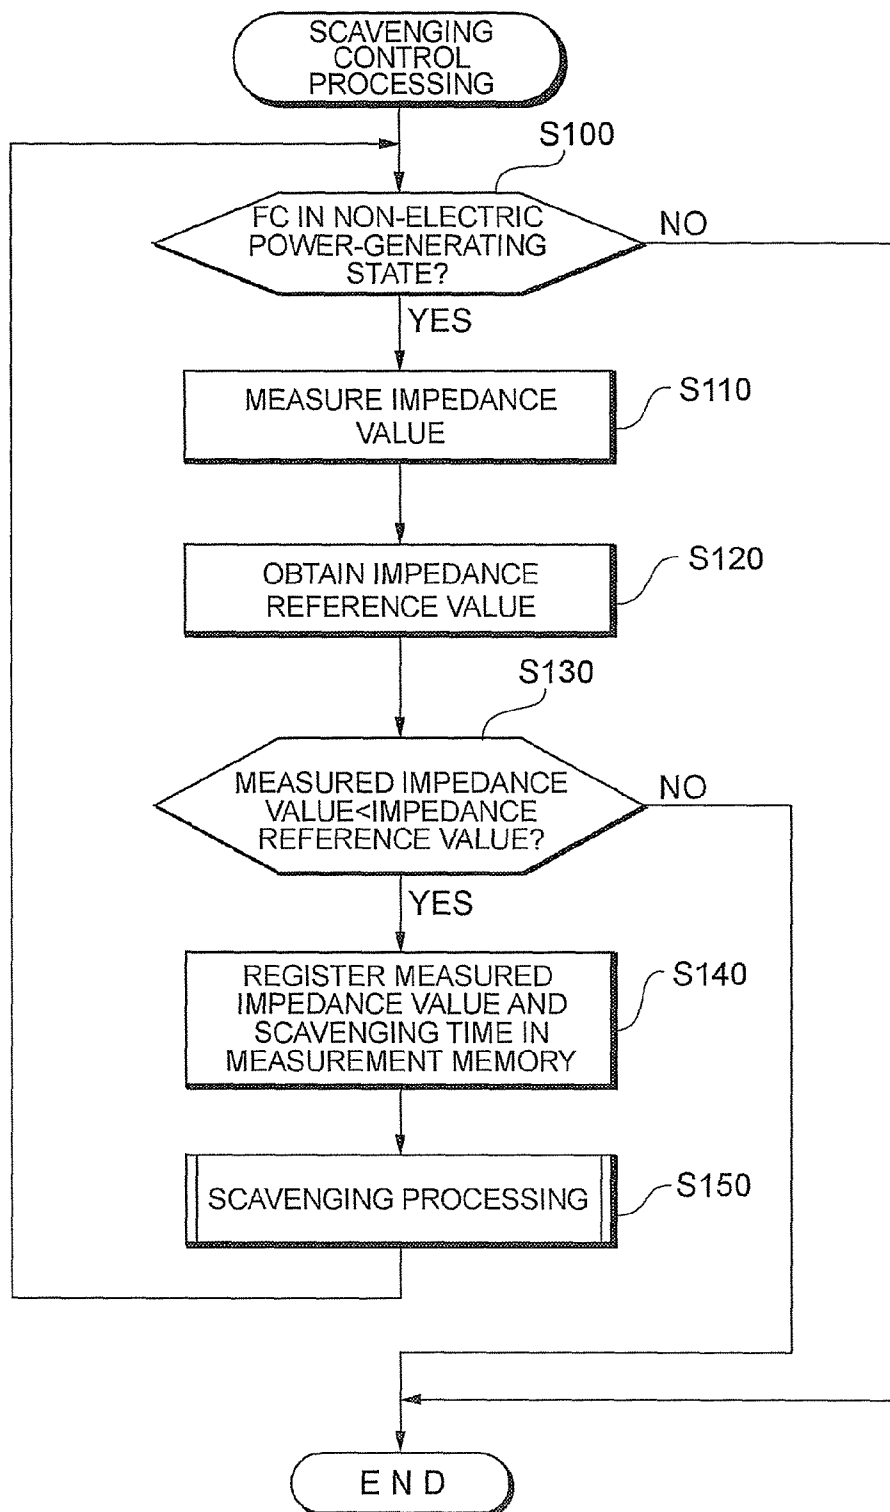 SCAVENGING
CONTROL
PROCESSING
S100
FC IN NON-ELECTRIC
POWER-GENERATING
STATE?
NO
YES
MEASURE IMPEDANCE
VALUE
S110
OBTAIN IMPEDANCE
REFERENCE VALUE
S120
S130
MEASURED IMPEDANCE
VALUE<IMPEDANCE
REFERENCE VALUE?
NO
YES
REGISTER MEASURED
IMPEDANCE VALUE AND
SCAVENGING TIME IN
MEASUREMENT MEMORY
S140
SCAVENGING PROCESSING
S150
END